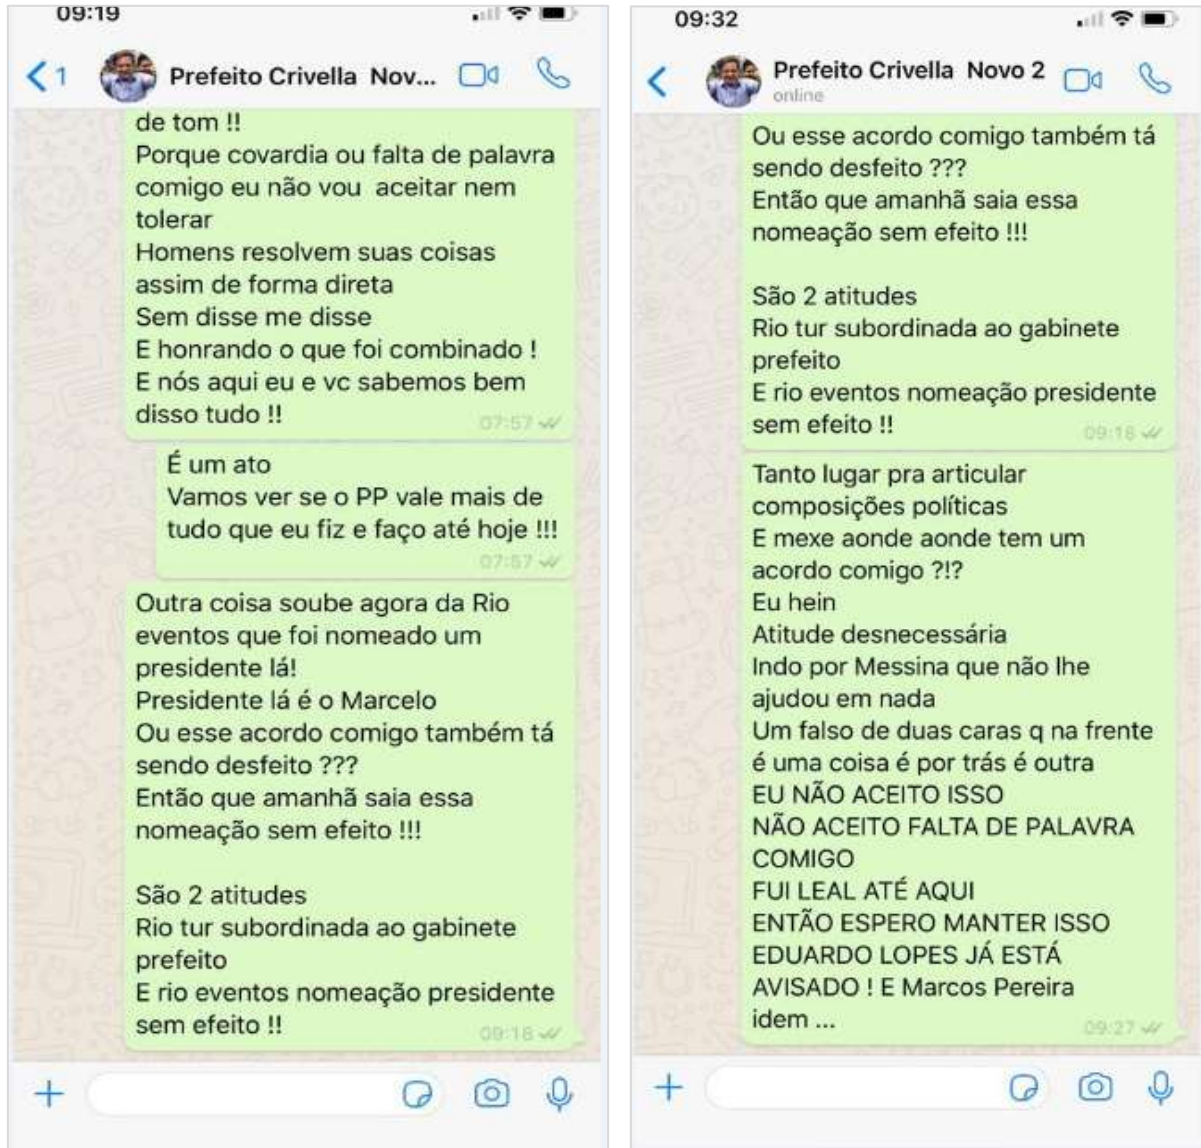 09:19
1
Prefeito Crivella Nov...
de tom !!
Porque covardia ou falta de palavra
comigo eu não vou aceitar nem
tolerar
Homens resolvem suas coisas
assim de forma direta
Sem disse me disse
E honrando o que foi combinado !
E nós aqui eu e vc sabemos bem
disso tudo !!
07:57
É um ato
Vamos ver se o PP vale mais de
tudo que eu fiz e faço até hoje !!!
07:57
Outra coisa soube agora da Rio
eventos que foi nomeado um
presidente lá!
Presidente lá é o Marcelo
Ou esse acordo comigo também tá
sendo desfeito ???
Então que amanhã saia essa
nomeação sem efeito !!!
São 2 atitudes
Rio tur subordinada ao gabinete
prefeito
E rio eventos nomeação presidente
sem efeito !!
09:18
09:32
Prefeito Crivella Novo 2
online
Ou esse acordo comigo também tá
sendo desfeito ???
Então que amanhã saia essa
nomeação sem efeito !!!
São 2 atitudes
Rio tur subordinada ao gabinete
prefeito
E rio eventos nomeação presidente
sem efeito !!
09:18
Tanto lugar pra articular
composições políticas
E mexe aonde aonde tem um
acordo comigo ?!?
Eu hein
Atitude desnecessária
Indo por Messina que não lhe
ajudou em nada
Um falso de duas caras q na frente
é uma coisa é por trás é outra
EU NÃO ACEITO ISSO
NÃO ACEITO FALTA DE PALAVRA
COMIGO
FUI LEAL ATÉ AQUI
ENTÃO ESPERO MANTER ISSO
EDUARDO LOPES JÁ ESTÁ
AVISADO ! E Marcos Pereira
idem ...
09:27